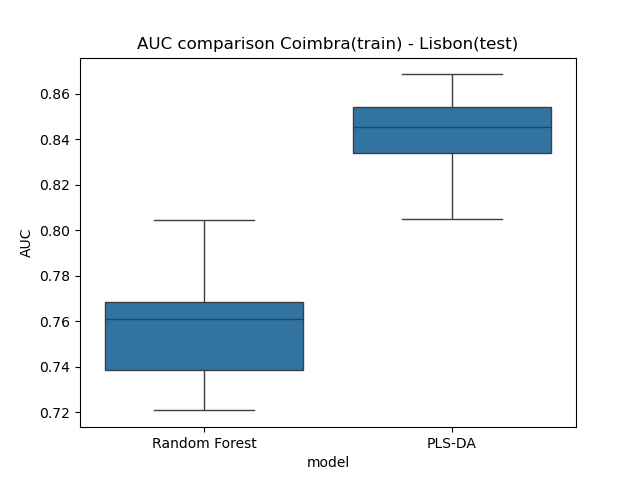 AUC comparison Coimbra(train) - Lisbon(test)
0.86
0.84
0.82
0.80
0.78
0.76
0.74
0.72
AUC
Random Forest
PLS-DA
model